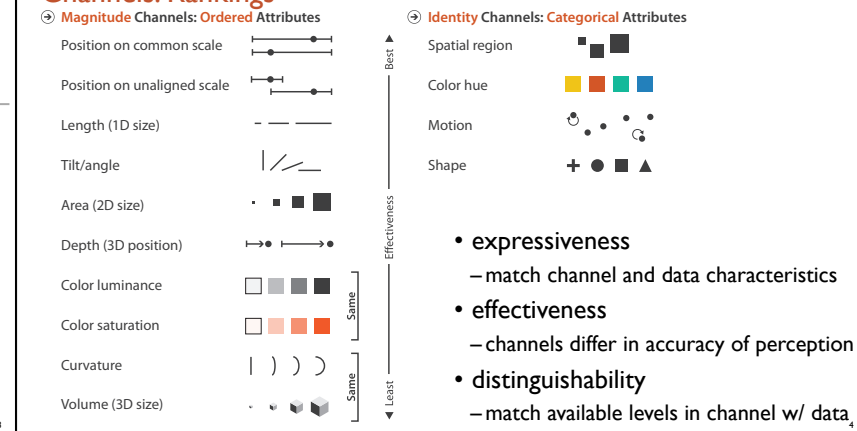 Channels: Rankings
Magnitude Channels: Ordered Attributes
Position on common scale
Position on unaligned scale
Length (1D size)
Tilt/angle
Area (2D size)
Depth (3D position)
Color luminance
Color saturation
Curvature
Volume (3D size)
Same
Same
Best
Effectiveness
Least
Identity Channels: Categorical Attributes
Spatial region
Color hue
Motion
Shape
• expressiveness
– match channel and data characteristics
• effectiveness
– channels differ in accuracy of perception
• distinguishability
– match available levels in channel w/ data
4